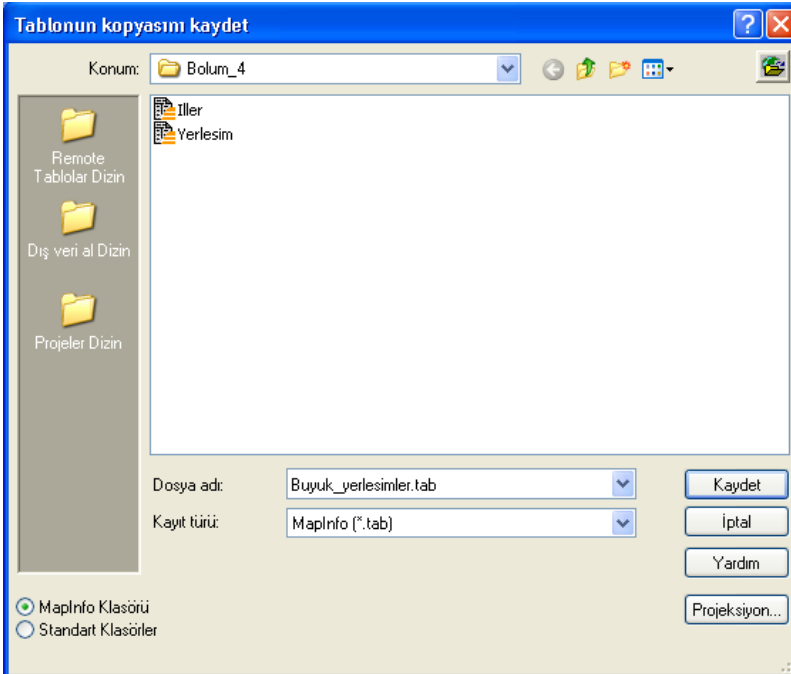 Tablonun kopyasını kaydet
Konum: Bolum_4
Iller
Yerlesim
Remote
Tablolar Dizin
Dış veri al Dizin
Projeler Dizin
Dosya adı: Buyuk_yerlesimler.tab Kaydet
Kayıt türü: MapInfo (*.tab) İptal
Yardım
MapInfo Klasörü Projeksiyon...
Standart Klasörler